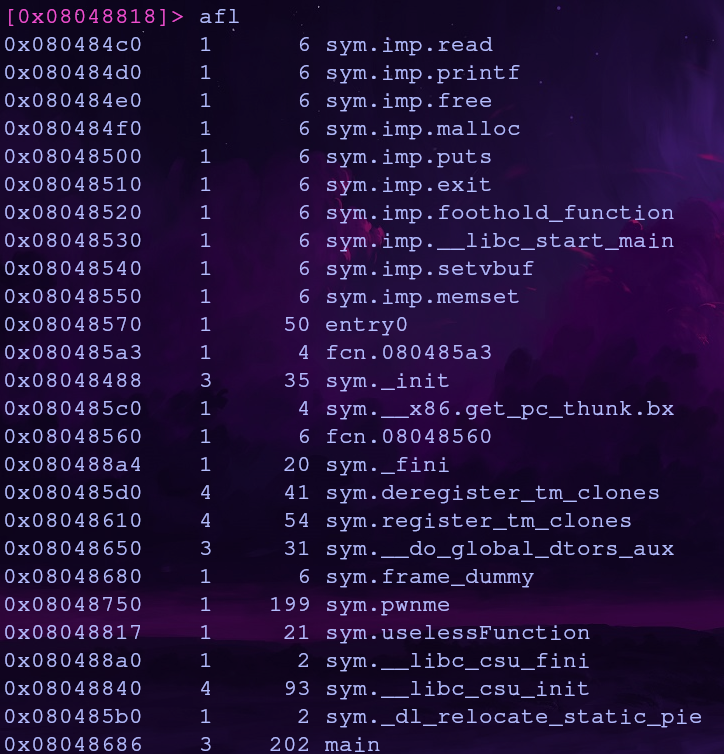 [0x08048818]> afl
0x080484c0    1      6 sym.imp.read
0x080484d0    1      6 sym.imp.printf
0x080484e0    1      6 sym.imp.free
0x080484f0    1      6 sym.imp.malloc
0x08048500    1      6 sym.imp.puts
0x08048510    1      6 sym.imp.exit
0x08048520    1      6 sym.imp.foothold_function
0x08048530    1      6 sym.imp.__libc_start_main
0x08048540    1      6 sym.imp.setvbuf
0x08048550    1      6 sym.imp.memset
0x08048570    1     50 entry0
0x080485a3    1      4 fcn.080485a3
0x08048488    3     35 sym._init
0x080485c0    1      4 sym.__x86.get_pc_thunk.bx
0x08048560    1      6 fcn.08048560
0x080488a4    1     20 sym._fini
0x080485d0    4     41 sym.deregister_tm_clones
0x08048610    4     54 sym.register_tm_clones
0x08048650    3     31 sym.__do_global_dtors_aux
0x08048680    1      6 sym.frame_dummy
0x08048750    1    199 sym.pwnme
0x08048817    1     21 sym.uselessFunction
0x080488a0    1      2 sym.__libc_csu_fini
0x08048840    4     93 sym.__libc_csu_init
0x080485b0    1      2 sym._dl_relocate_static_pie
0x08048686    3    202 main